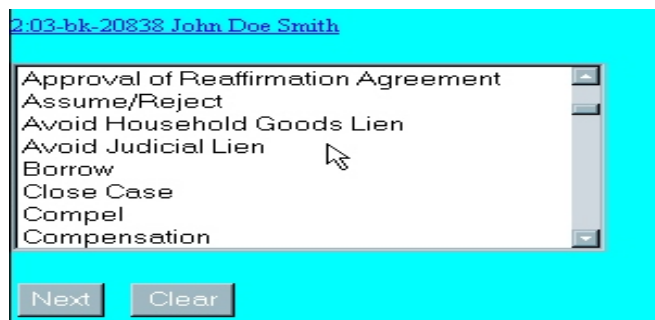 2:03-bk-20838 John Doe Smith
Approval of Reaffirmation Agreement
Assume/Reject
Avoid Household Goods Lien
Avoid Judicial Lien
Borrow
Close Case
Compel
Compensation
Next Clear